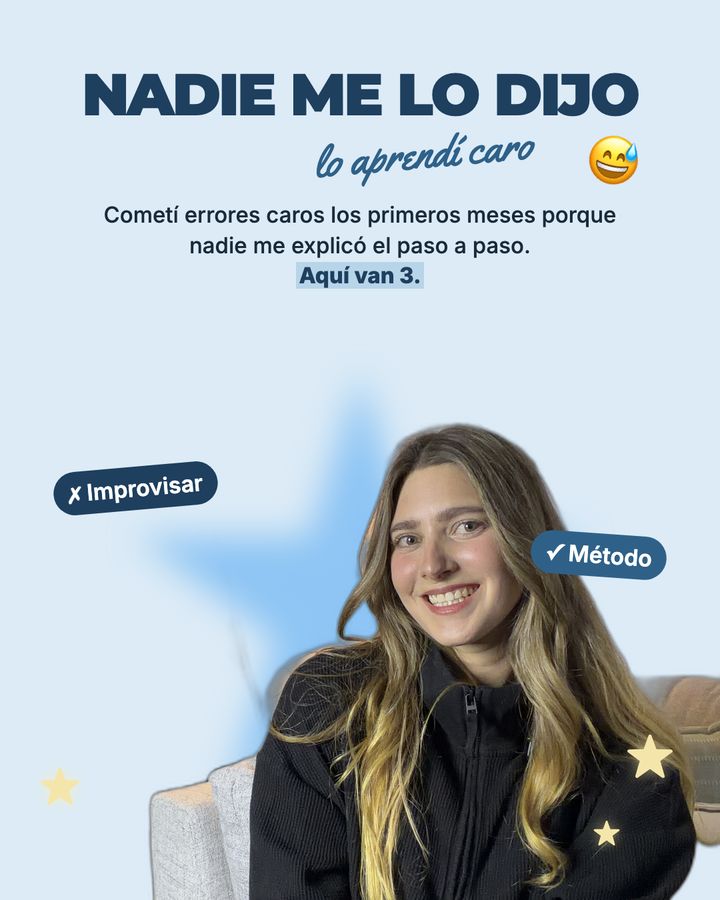 NADIE ME LO DIJO
lo aprendí caro 😅
Cometí errores caros los primeros meses porque
nadie me explicó el paso a paso.
Aquí van 3.
✗ Improvisar
✓ Método